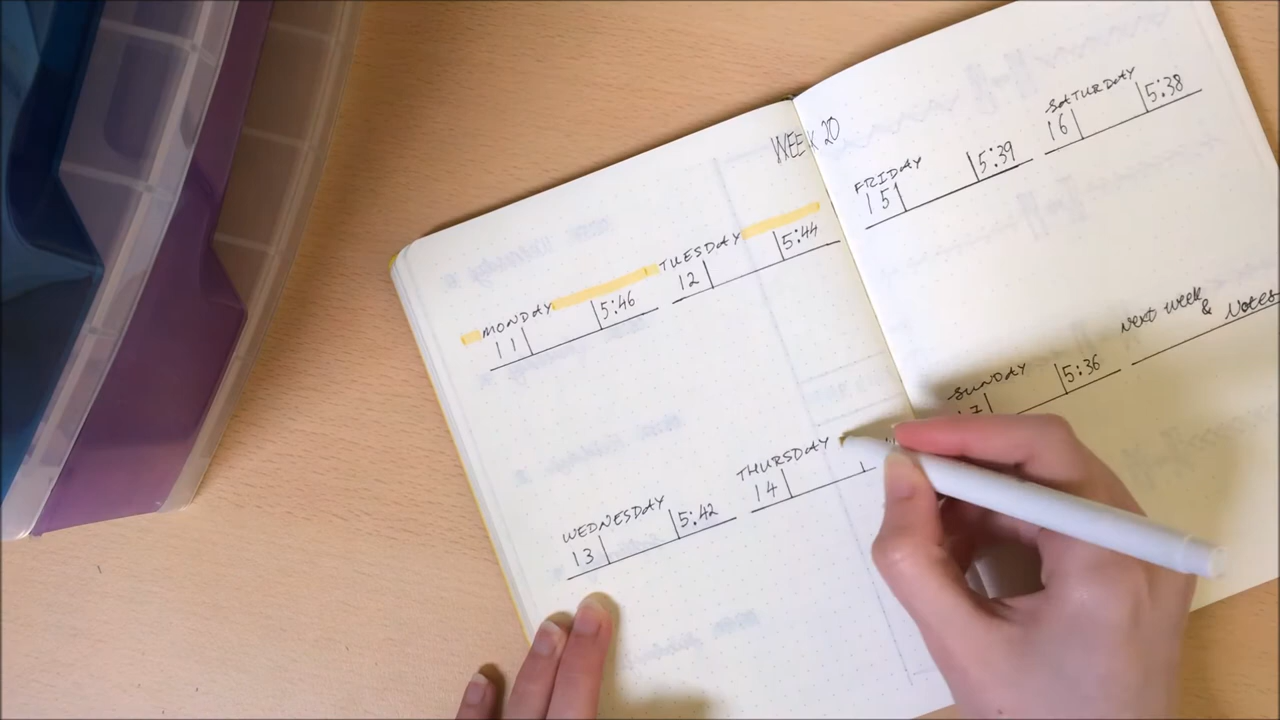 WEEK 20
MONDAY
11 5:46
TUESDAY
12 5:44
WEDNESDAY
13 5:42
THURSDAY
14
FRIDAY
15 5:39
SATURDAY
16 5:38
SUNDAY
17 5:36
Next week
& Notes